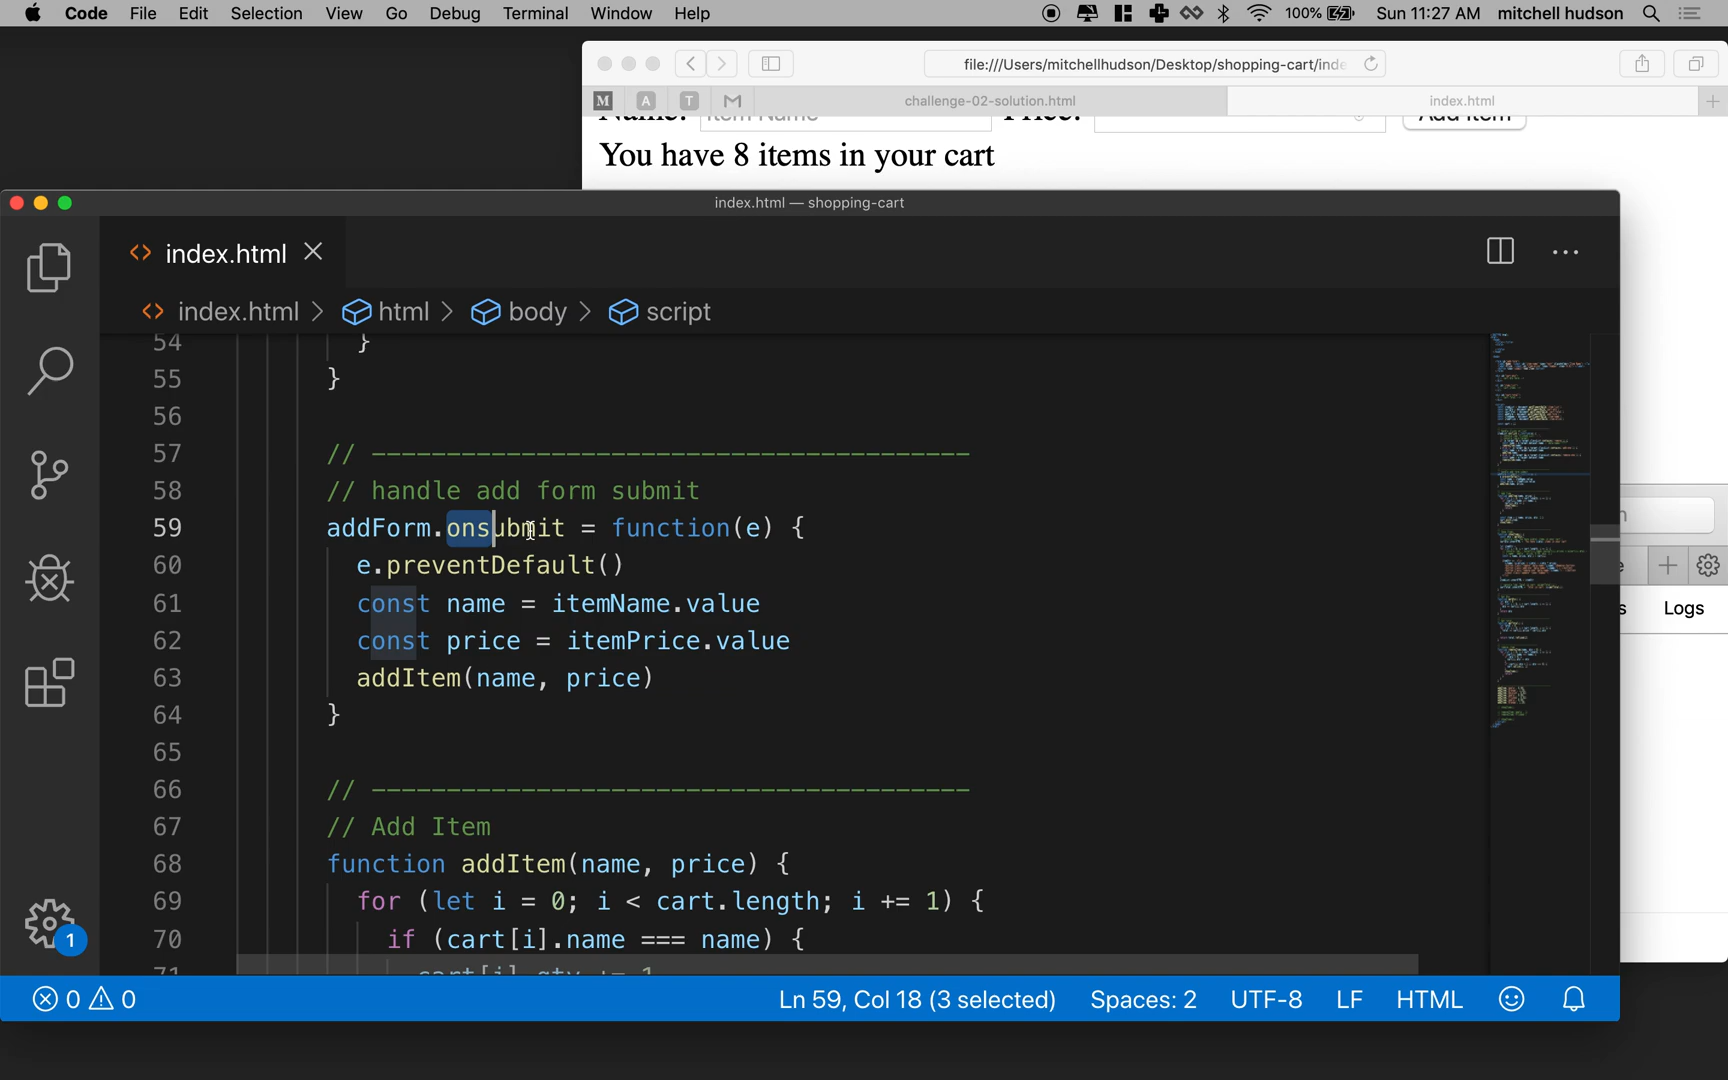 Code File Edit Selection View Go Debug Terminal Window Help 100% Sun 11:27 AM mitchell hudson
file:///Users/mitchellhudson/Desktop/shopping-cart/inde
M A T M challenge-02-solution.html index.html +
Name: Item Name Price: Add Item
You have 8 items in your cart
index.html — shopping-cart
<> index.html
<> index.html > html > body > script
54 }
55 }
56
57 // ----------------------------------------
58 // handle add form submit
59 addForm.onsubmit = function(e) {
60 e.preventDefault()
61 const name = itemName.value
62 const price = itemPrice.value
63 addItem(name, price)
64 }
65
66 // ----------------------------------------
67 // Add Item
68 function addItem(name, price) {
69 for (let i = 0; i < cart.length; i += 1) {
70 if (cart[i].name === name) {
71 cart[i].qty += 1
Logs
1
0 0 Ln 59, Col 18 (3 selected) Spaces: 2 UTF-8 LF HTML